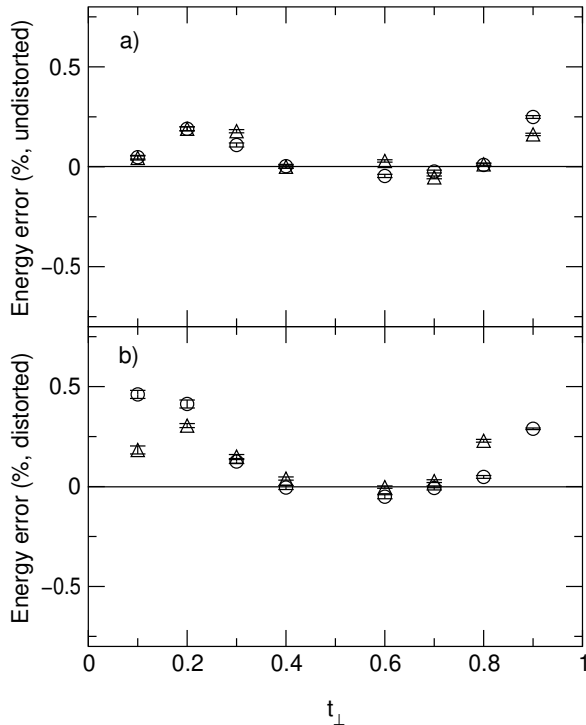 a)
Energy error (%, undistorted)
0.5
0
−0.5
b)
Energy error (%, distorted)
0.5
0
−0.5
0 0.2 0.4 0.6 0.8 1
t⊥